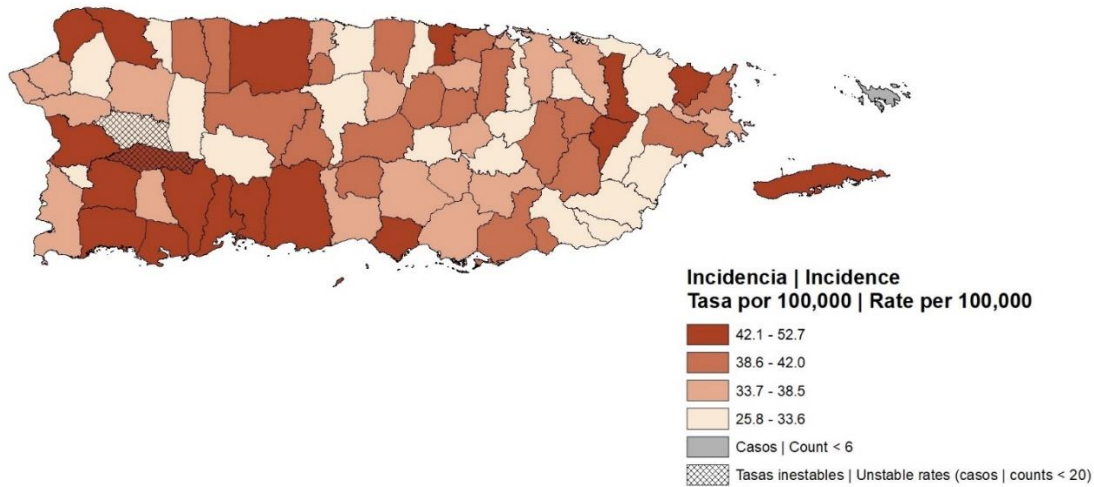 Incidencia | Incidence
Tasa por 100,000 | Rate per 100,000
42.1 - 52.7
38.6 - 42.0
33.7 - 38.5
25.8 - 33.6
Casos | Count < 6
Tasas inestables | Unstable rates (casos | counts < 20)